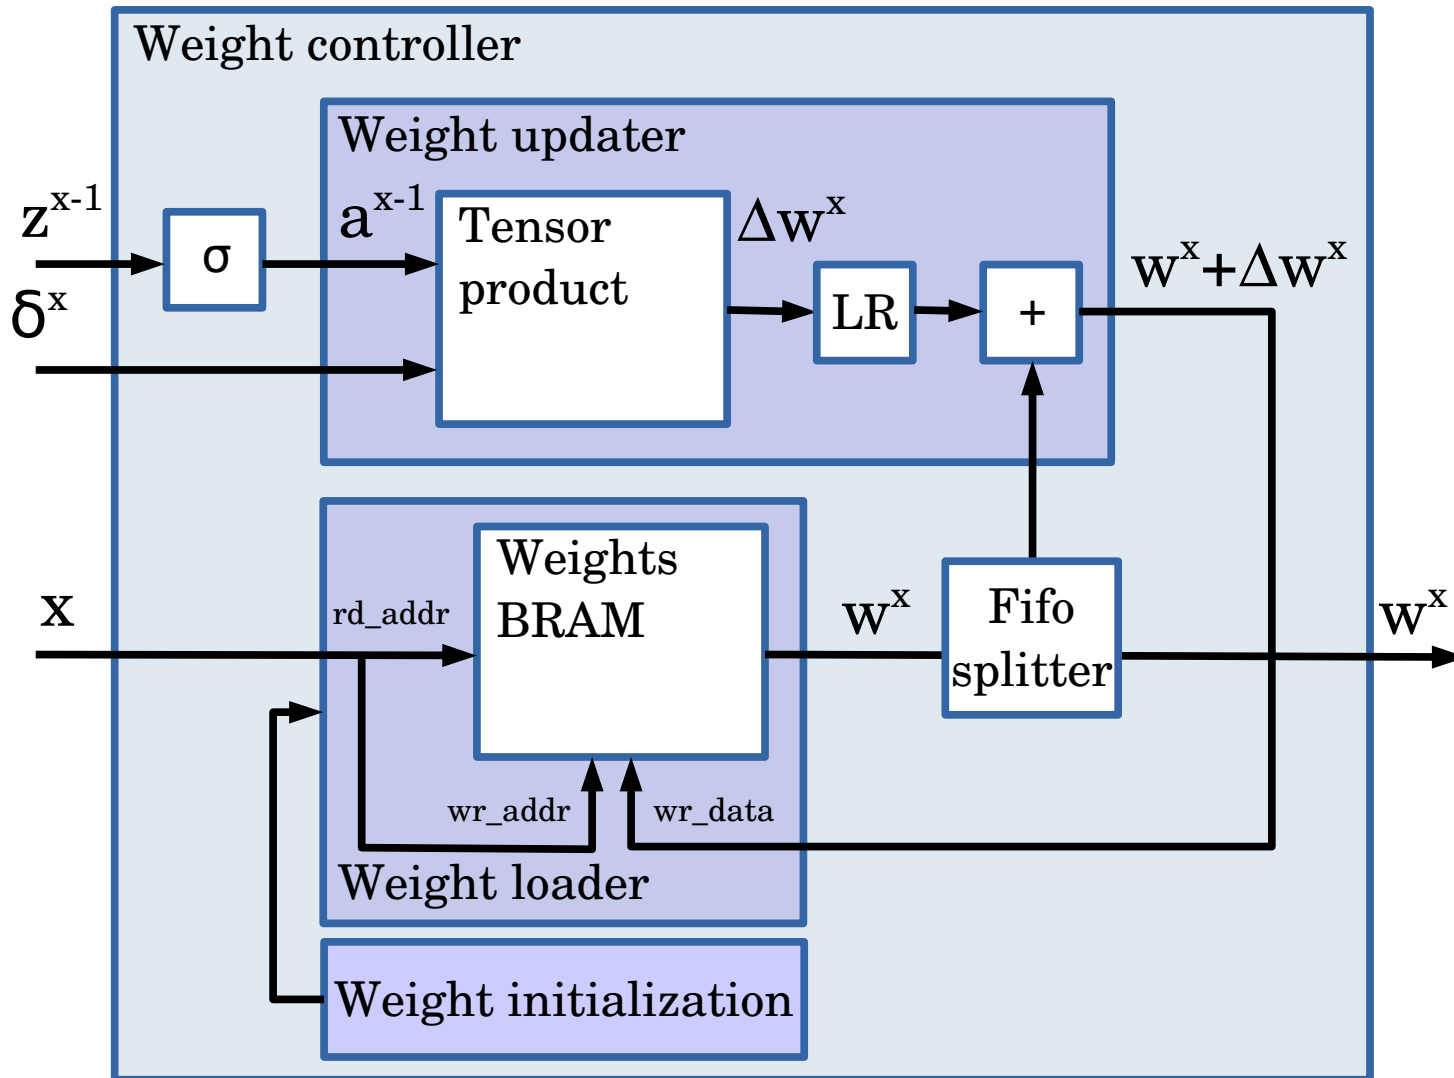 Weight controller
Weight updater
z^x-1
a^x-1
Δw^x
σ
Tensor
product
w^x+Δw^x
δ^x
LR
+
Weights
BRAM
x
rd_addr
w^x
Fifo
splitter
w^x
wr_addr
wr_data
Weight loader
Weight initialization